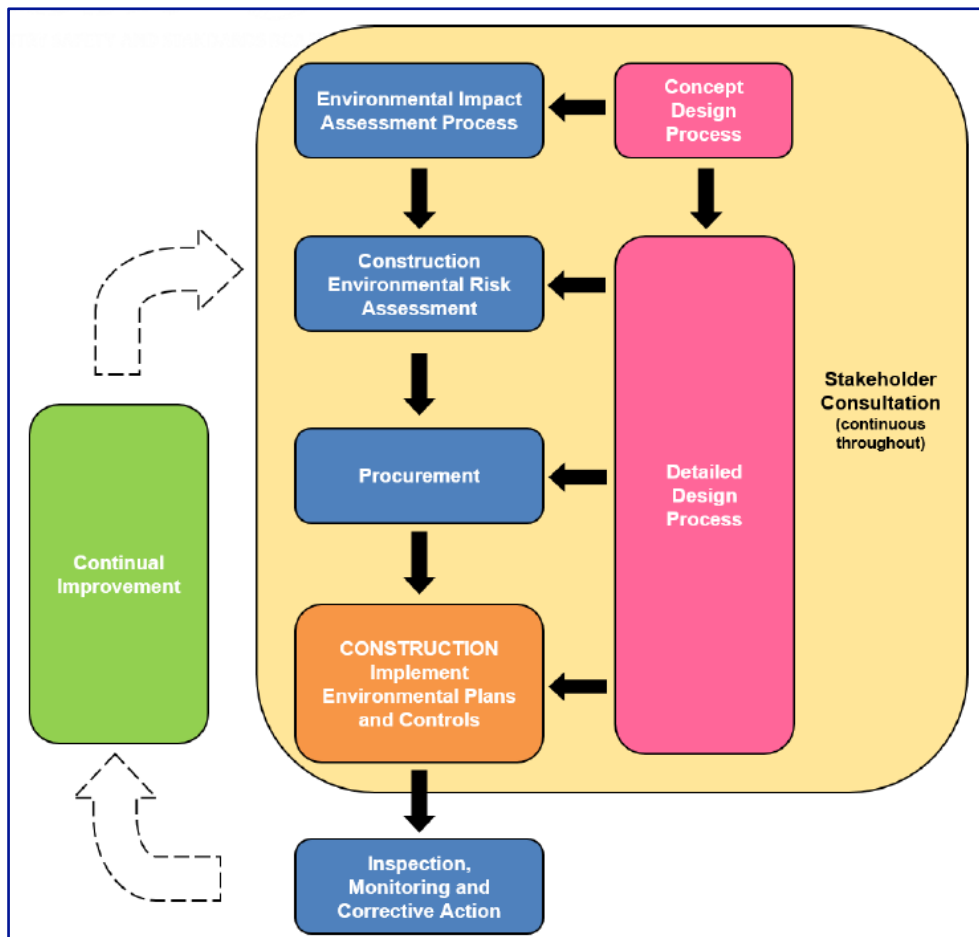 Environmental Impact
Assessment Process
Concept
Design
Process
Construction
Environmental Risk
Assessment
Stakeholder
Consultation
(continuous
throughout)
Procurement
Detailed
Design
Process
Continual
Improvement
CONSTRUCTION
Implement
Environmental Plans
and Controls
Inspection,
Monitoring and
Corrective Action